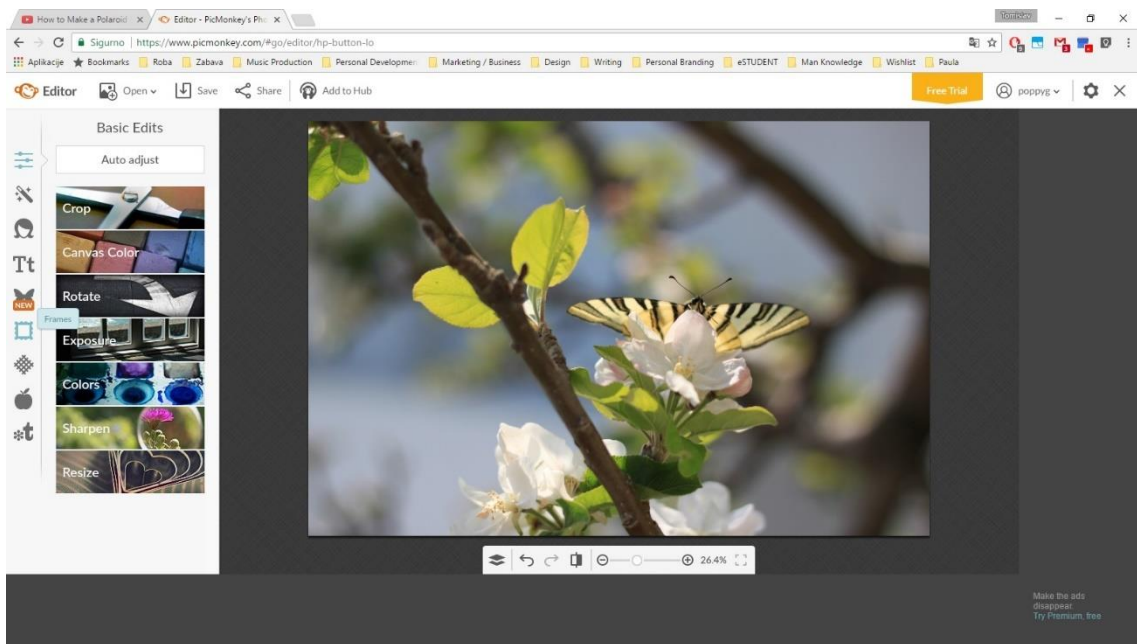 How to Make a Polaroid
Editor - PicMonkey's Pho
Tomislav
Sigurno | https://www.picmonkey.com/#go/editor/hp-button-lo
Aplikacije Bookmarks Roba Zabava Music Production Personal Developmen Marketing / Business Design Writing Personal Branding eSTUDENT Man Knowledge Wishlist Paula
Editor Open Save Share Add to Hub Free Trial poppyg
Basic Edits
Auto adjust
Crop
Canvas Color
Tt
Rotate
NEW
Frames
Exposure
Colors
Sharpen
t
Resize
26.4%
Make the ads
disappear.
Try Premium, free